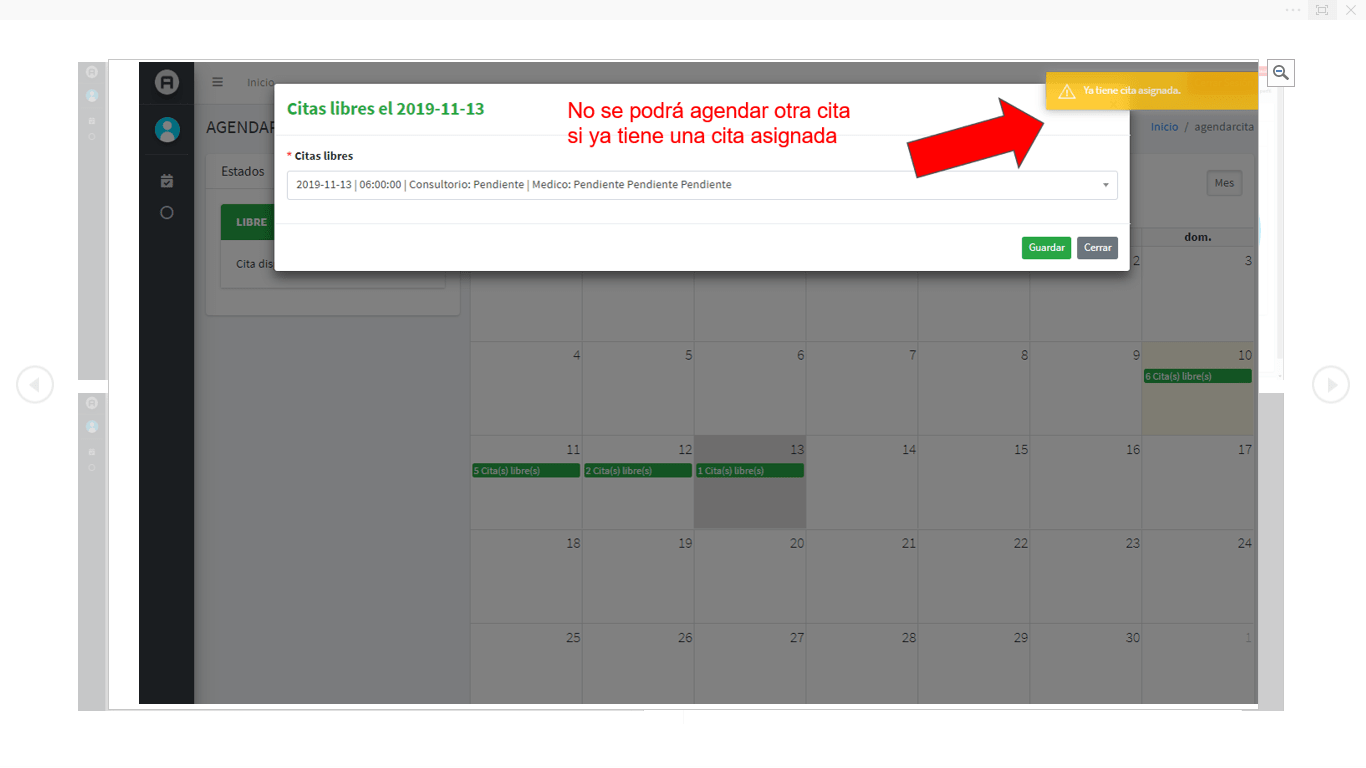 Inicio
Citas libres el 2019-11-13
No se podrá agendar otra cita
si ya tiene una cita asignada
Ya tiene cita asignada.
AGENDAR
Inicio / agendarcita
* Citas libres
Estados
2019-11-13 | 06:00:00 | Consultorio: Pendiente | Medico: Pendiente Pendiente Pendiente
Mes
LIBRE
Guardar
Cerrar
dom.
Cita dis
2
3
4
5
6
7
8
9
10
6 Cita(s) libre(s)
11
12
13
14
15
16
17
5 Cita(s) libre(s)
2 Cita(s) libre(s)
1 Cita(s) libre(s)
18
19
20
21
22
23
24
25
26
27
28
29
30
1